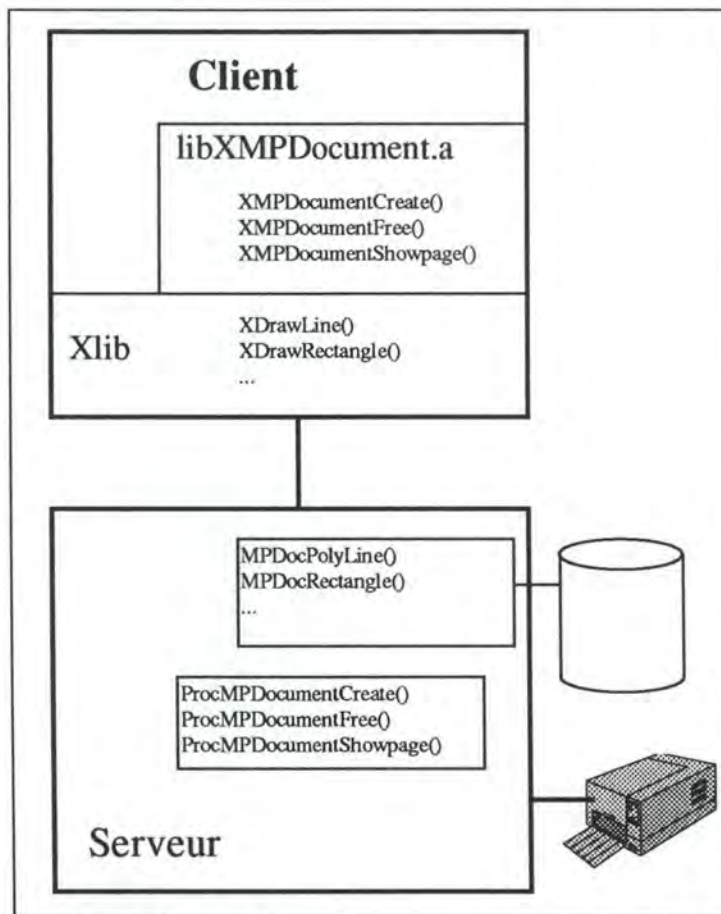 Client
libXMPDocument.a
XMPDocumentCreate()
XMPDocumentFree()
XMPDocumentShowpage()
Xlib
XDrawLine()
XDrawRectangle()
...
MPDocPolyLine()
MPDocRectangle()
...
ProcMPDocumentCreate()
ProcMPDocumentFree()
ProcMPDocumentShowpage()
Serveur